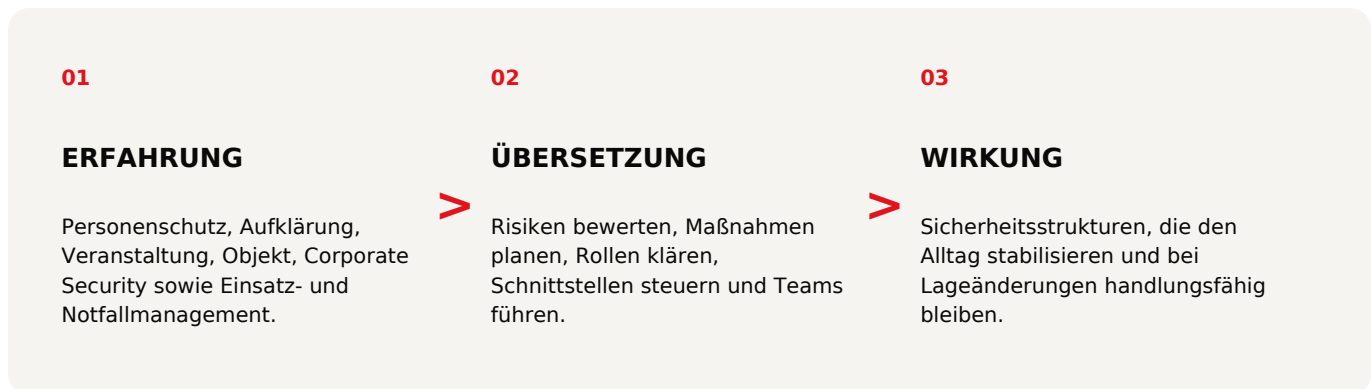 01
ERFAHRUNG
Personenschutz, Aufklärung,
Veranstaltung, Objekt, Corporate
Security sowie Einsatz- und
Notfallmanagement.
>
02
ÜBERSETZUNG
Risiken bewerten, Maßnahmen
planen, Rollen klären,
Schnittstellen steuern und Teams
führen.
>
03
WIRKUNG
Sicherheitsstrukturen, die den
Alltag stabilisieren und bei
Lageänderungen handlungsfähig
bleiben.